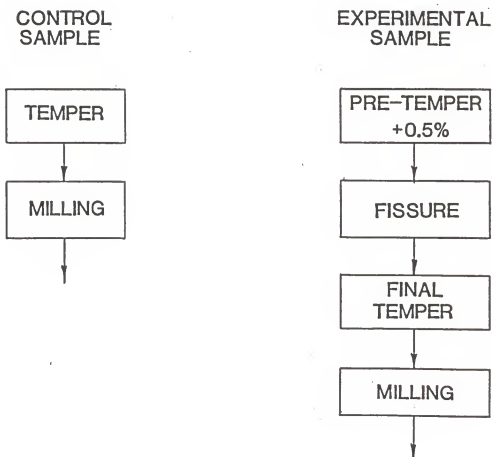 CONTROL
SAMPLE
TEMPER
MILLING
EXPERIMENTAL
SAMPLE
PRE-TEMPER
+0.5%
FISSURE
FINAL
TEMPER
MILLING